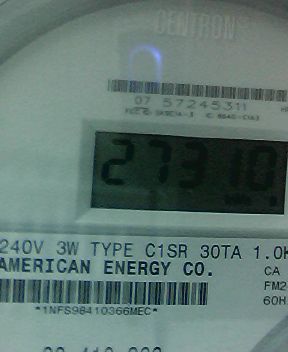 CENTRON
07 57245311
27310
240V 3W TYPE C1SR 30TA 1.0K
CA
AMERICAN ENERGY CO.
FM2
60H
*1NFS98410366MEC*